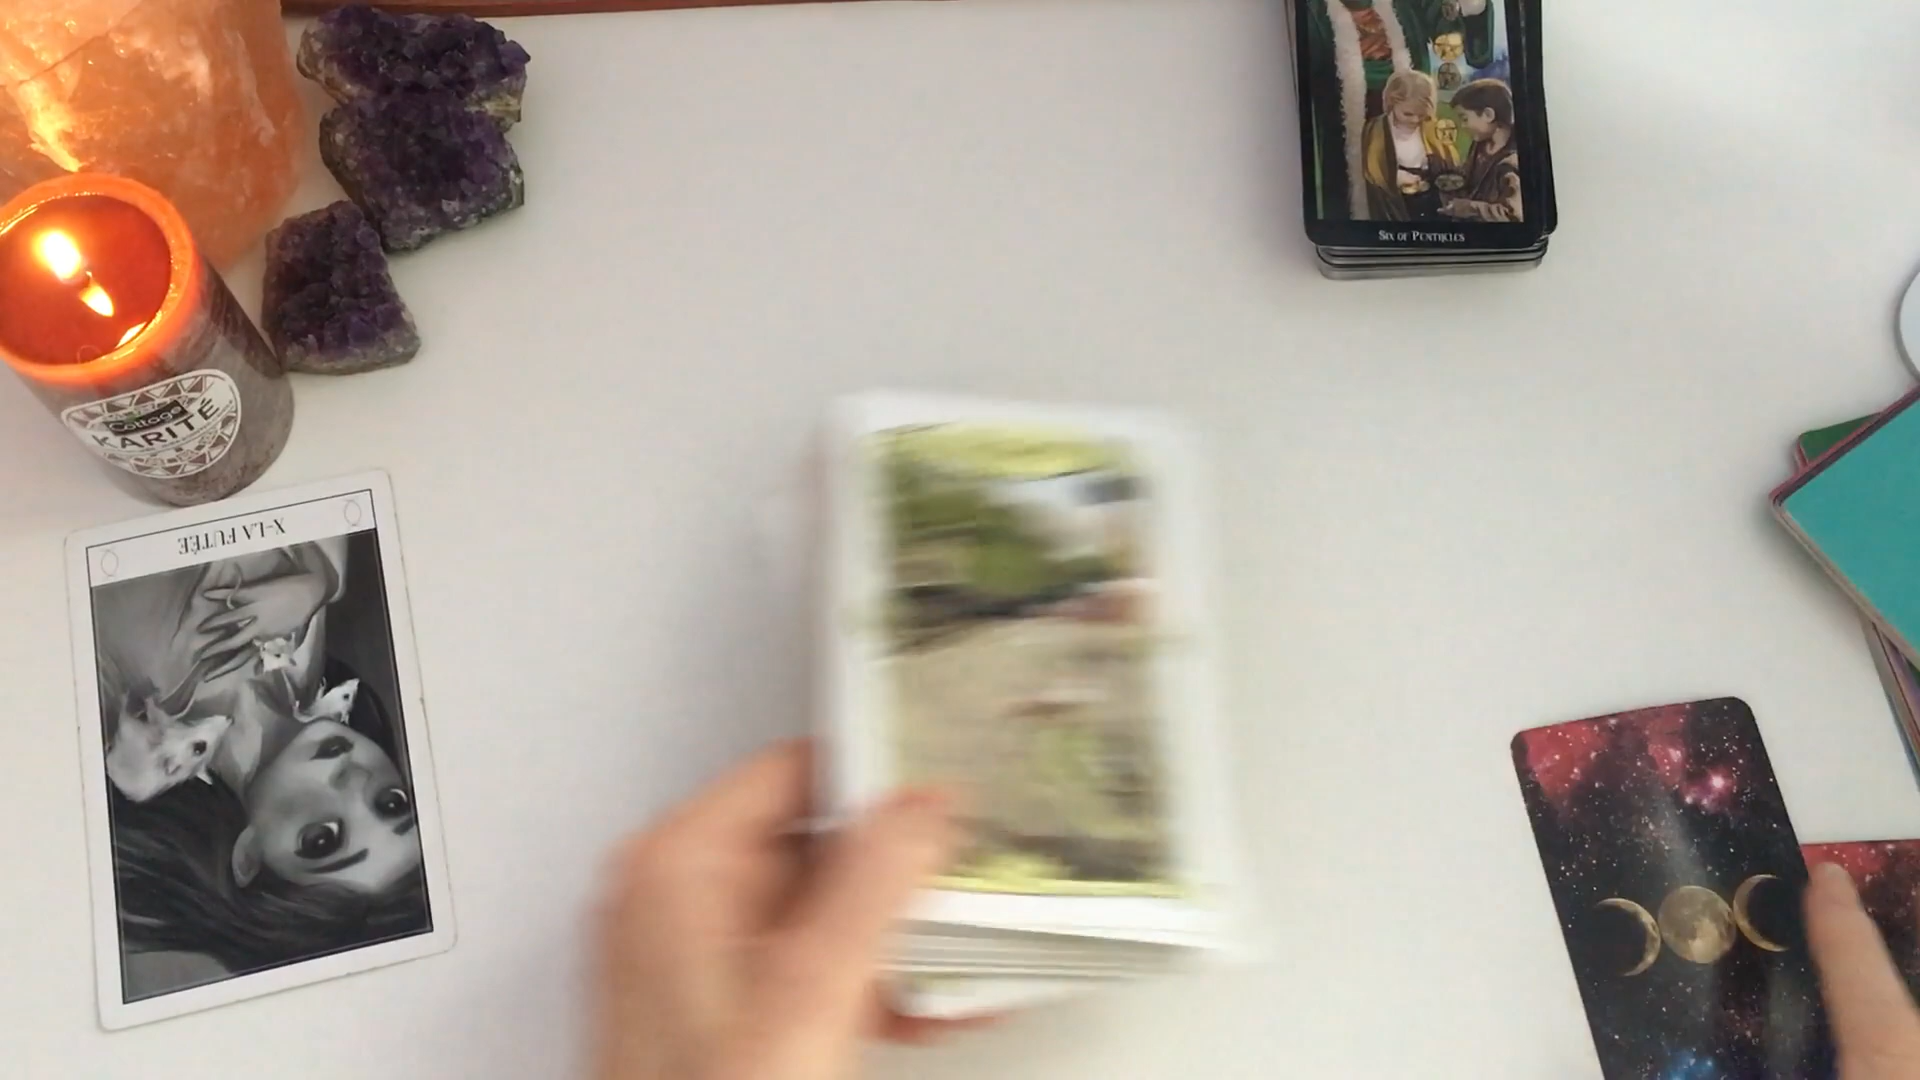 SIX OF PENTACLES
Cottage
KARITÉ
X-LA FUTÉE